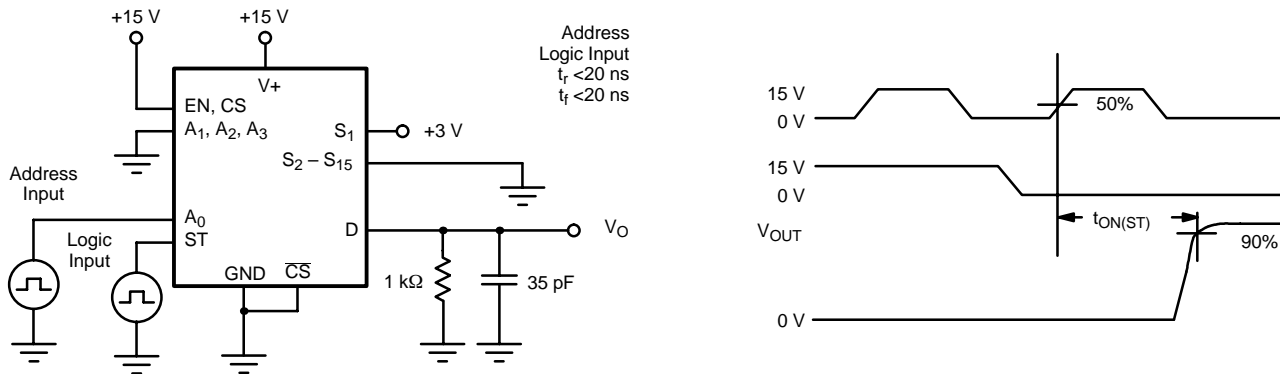 +15 V
+15 V
Address
Logic Input
tr <20 ns
tf <20 ns
V+
EN, CS
A1, A2, A3
S1
+3 V
S2 – S15
Address
Input
A0
Logic
Input
ST
D
VO
GND
CS
1 kΩ
35 pF
15 V
0 V
50%
15 V
0 V
tON(ST)
VOUT
90%
0 V